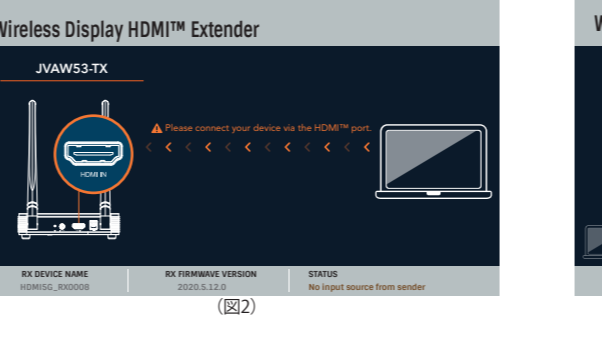 Wireless Display HDMI™ Extender
JVAW53-TX
Please connect your device via the HDMI™ port.
HDMI IN
RX DEVICE NAME
RX FIRMWAVE VERSION
STATUS
HDMI5G_RX0008
2020.5.12.0
No input source from sender
(図2)
W